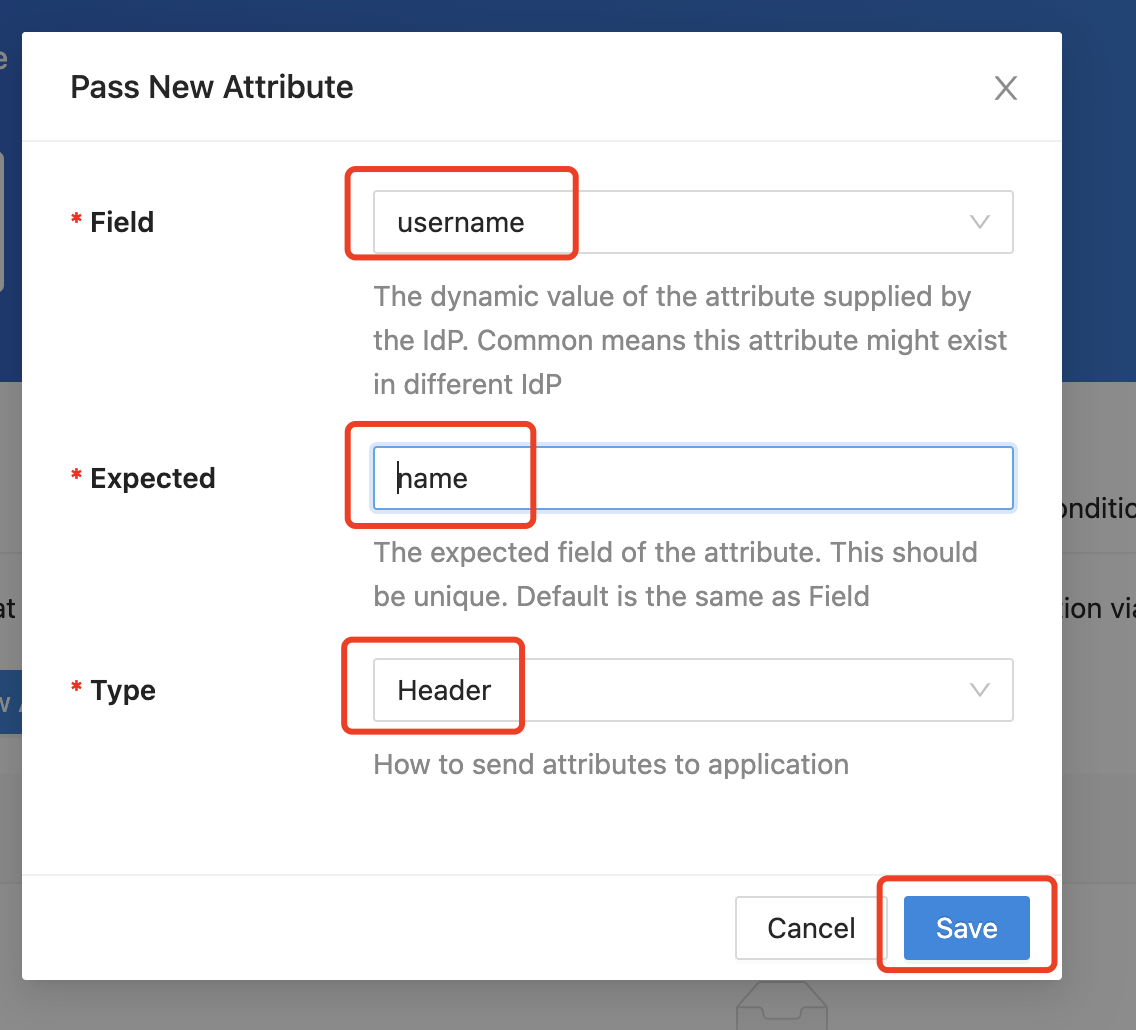 Pass New Attribute
* Field
username
The dynamic value of the attribute supplied by
the IdP. Common means this attribute might exist
in different IdP
* Expected
name
The expected field of the attribute. This should
be unique. Default is the same as Field
* Type
Header
How to send attributes to application
Cancel
Save